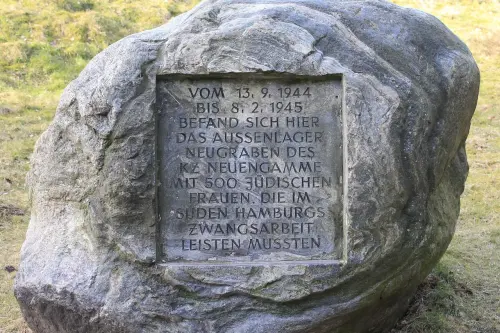 VOM 13. 9. 1944
BIS 8. 2. 1945
BEFAND SICH HIER
DAS AUSSENLAGER
NEUGRABEN DES
KZ NEUENGAMME
MIT 500 JÜDISCHEN
FRAUEN, DIE IM
SÜDEN HAMBURGS
ZWANGSARBEIT
LEISTEN MUSSTEN